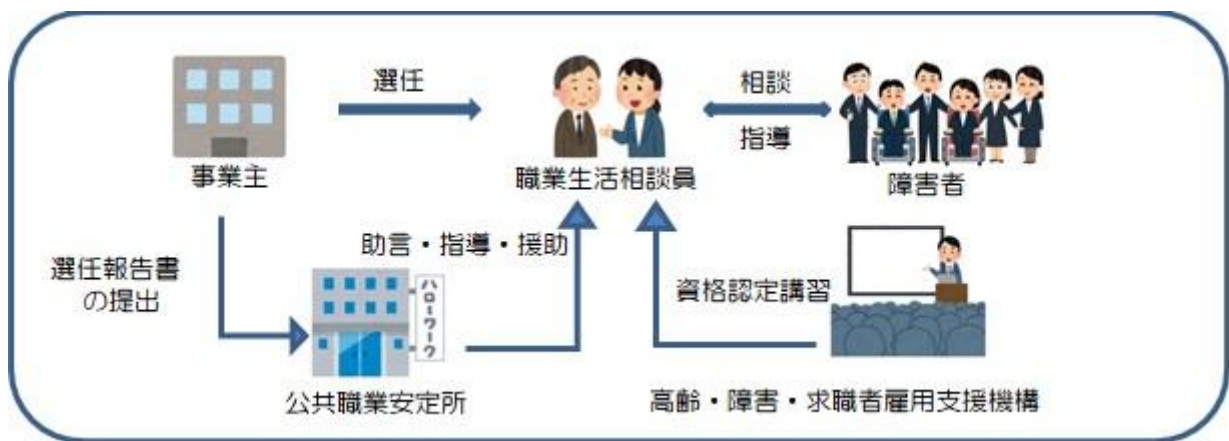 選任
相談
指導
事業主
職業生活相談員
障害者
助言・指導・援助
選任報告書
の提出
ハローワーク
資格認定講習
公共職業安定所
高齢・障害・求職者雇用支援機構